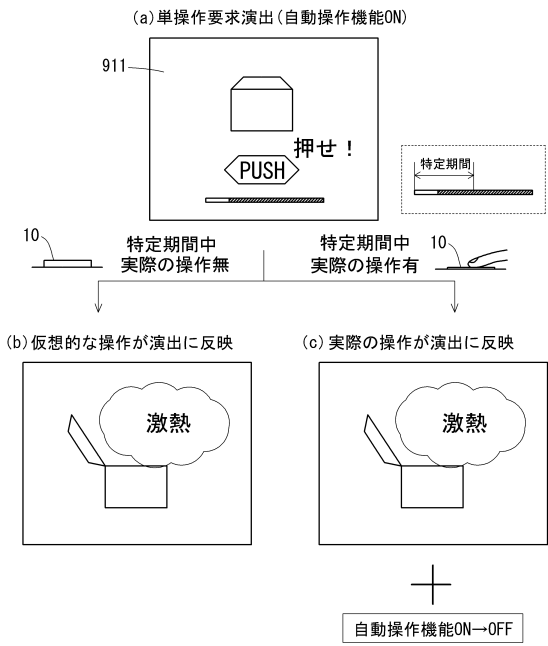 (a)単操作要求演出(自動操作機能ON)
911
押せ！
PUSH
特定期間
10
特定期間中
実際の操作無
特定期間中
実際の操作有
10
(b)仮想的な操作が演出に反映
(c)実際の操作が演出に反映
激熱
激熱
自動操作機能ON→OFF